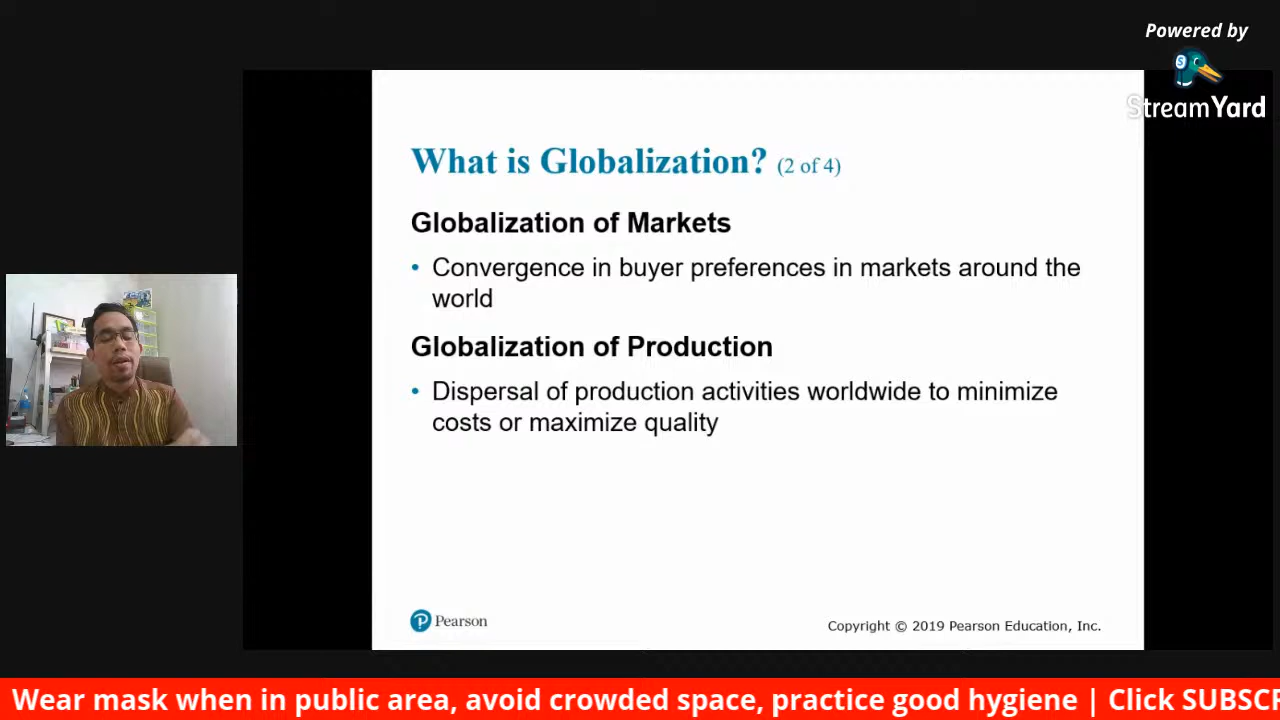 Powered by
StreamYard
What is Globalization? (2 of 4)
Globalization of Markets
• Convergence in buyer preferences in markets around the
world
Globalization of Production
• Dispersal of production activities worldwide to minimize
costs or maximize quality
Pearson
Copyright © 2019 Pearson Education, Inc.
Wear mask when in public area, avoid crowded space, practice good hygiene | Click SUBSC